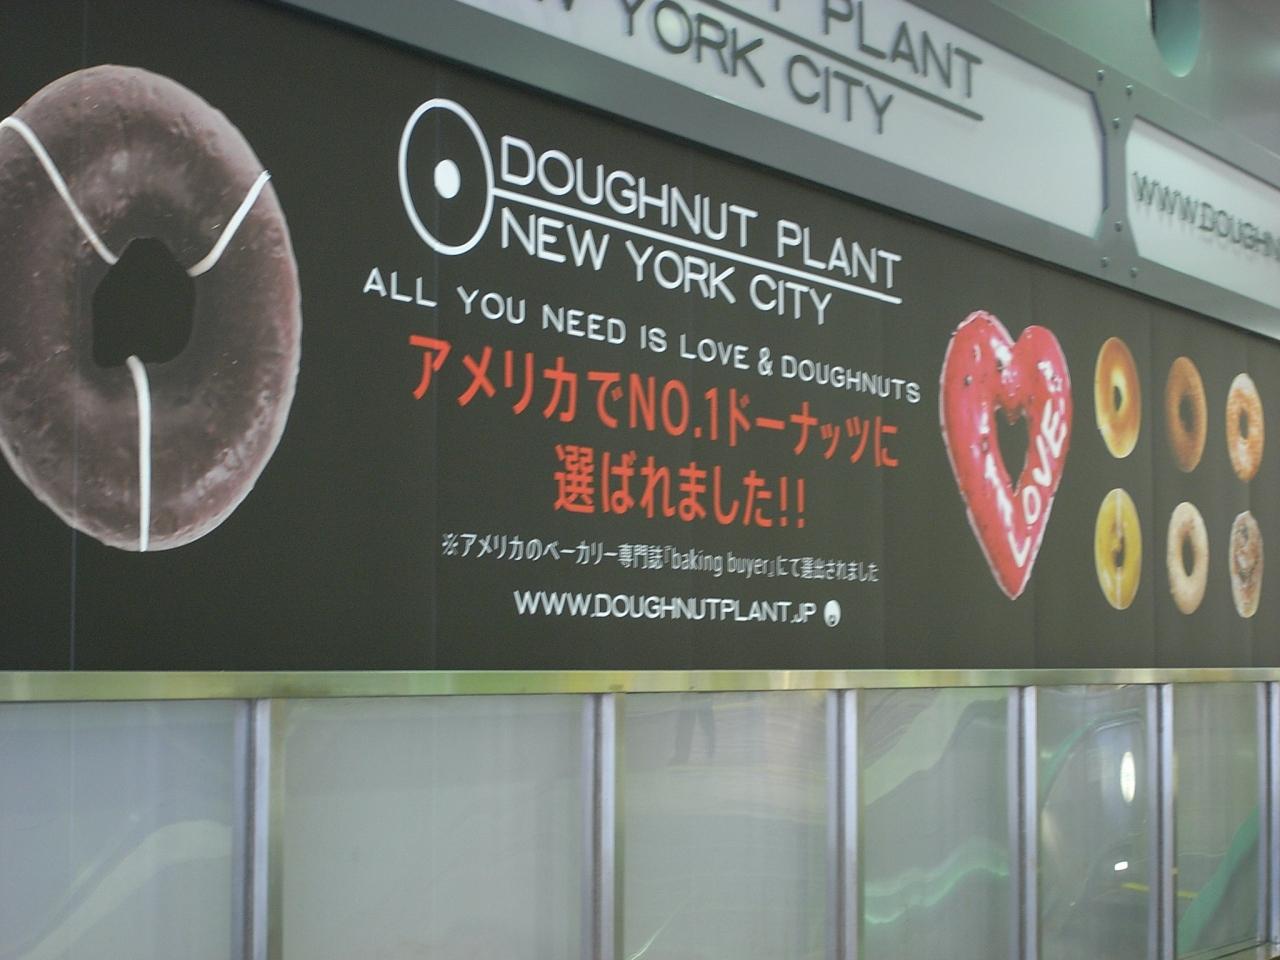 PLANT
YORK CITY
WWW.DOUGHN
DOUGHNUT PLANT
NEW YORK CITY
ALL YOU NEED IS LOVE & DOUGHNUTS
アメリカでNO.1ドーナッツに
選ばれました!!
※アメリカのベーカリー専門誌「baking buyer」にて選出されました
WWW.DOUGHNUTPLANT.JP
LOVE